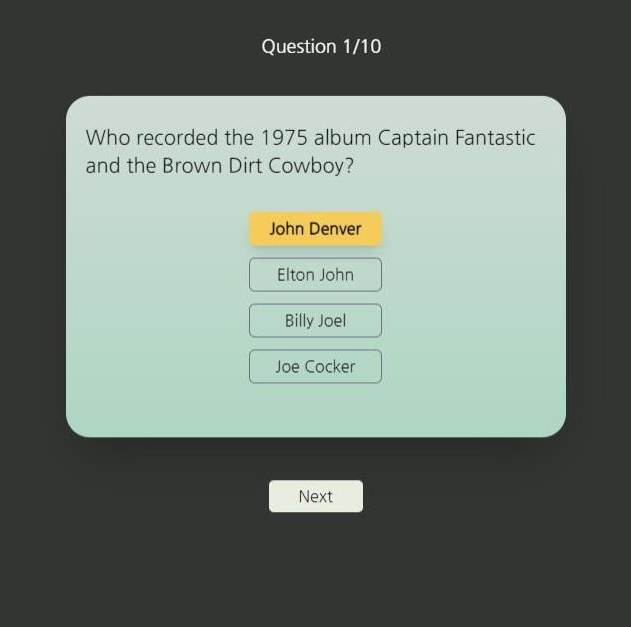 Question 1/10
Who recorded the 1975 album Captain Fantastic
and the Brown Dirt Cowboy?
John Denver
Elton John
Billy Joel
Joe Cocker
Next